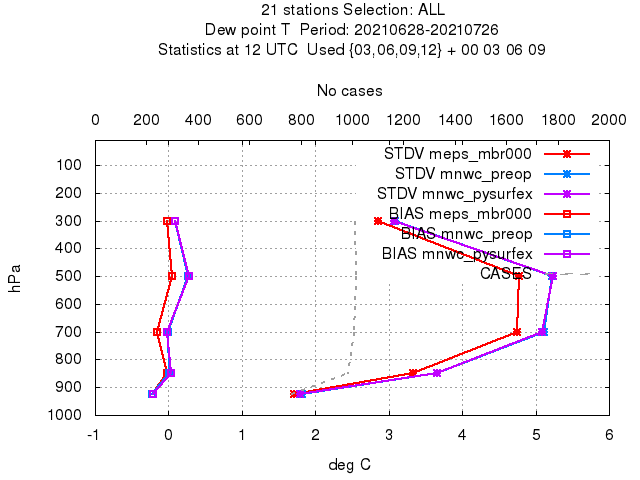 21 stations Selection: ALL
Dew point T  Period: 20210628-20210726
Statistics at 12 UTC  Used {03,06,09,12} + 00 03 06 09
No cases
0 200 400 600 800 1000 1200 1400 1600 1800 2000
STDV meps_mbr000
STDV mnwc_preop
STDV mnwc_pysurfex
BIAS meps_mbr000
BIAS mnwc_preop
BIAS mnwc_pysurfex
CASES
100
200
300
400
500
600
700
800
900
1000
hPa
-1 0 1 2 3 4 5 6
deg C